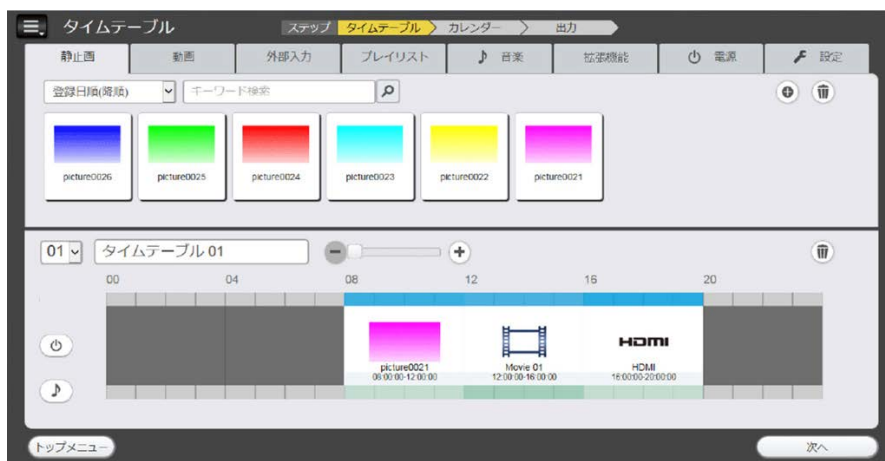 タイムテーブル ステップ タイムテーブル カレンダー 出力
静止画 動画 外部入力 プレイリスト 音楽 拡張機能 電源 設定
登録日順(降順) キーワード検索
picture0026 picture0025 picture0024 picture0023 picture0022 picture0021
01 タイムテーブル 01
00 04 08 12 16 20
HDMI
picture0021 Movie 01 HDMI
08:00:00-12:00:00 12:00:00-16:00:00 16:00:00-20:00:00
トップメニュー 次へ